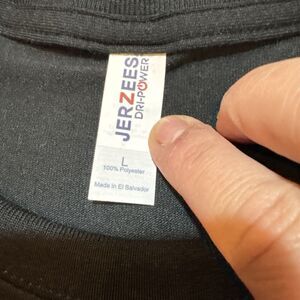 JERZEES
DRI-POWER
L
100% Polyester
Made In El Salvador